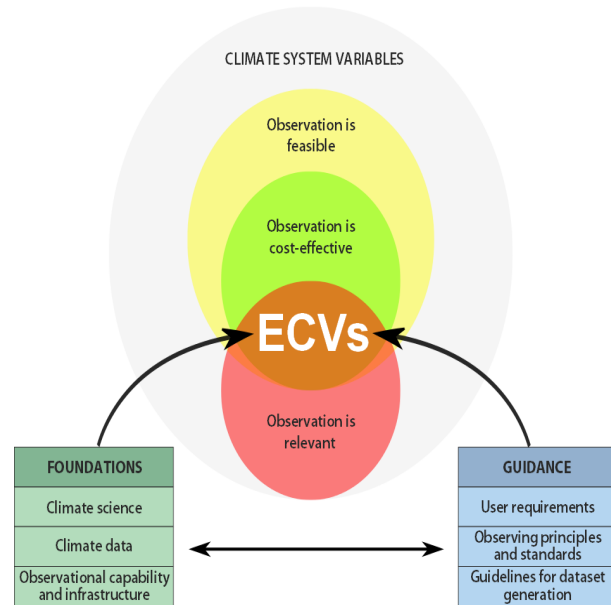 CLIMATE SYSTEM VARIABLES
Observation is
feasible
Observation is
cost-effective
ECVs
Observation is
relevant
FOUNDATIONS
Climate science
Climate data
Observational capability
and infrastructure
GUIDANCE
User requirements
Observing principles
and standards
Guidelines for dataset
generation